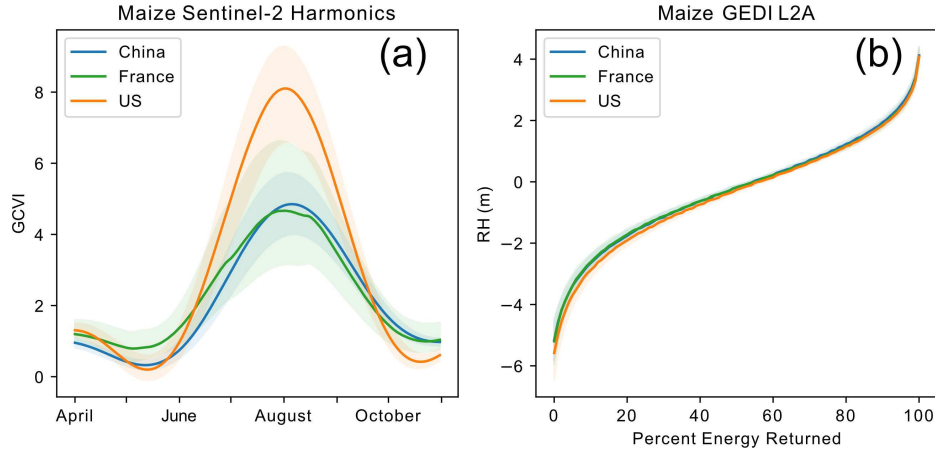 Maize Sentinel-2 Harmonics
(a)
China
France
US
GCVI
8
6
4
2
0
April
June
August
October
Maize GEDI L2A
(b)
China
France
US
RH (m)
4
2
0
−2
−4
−6
0
20
40
60
80
100
Percent Energy Returned